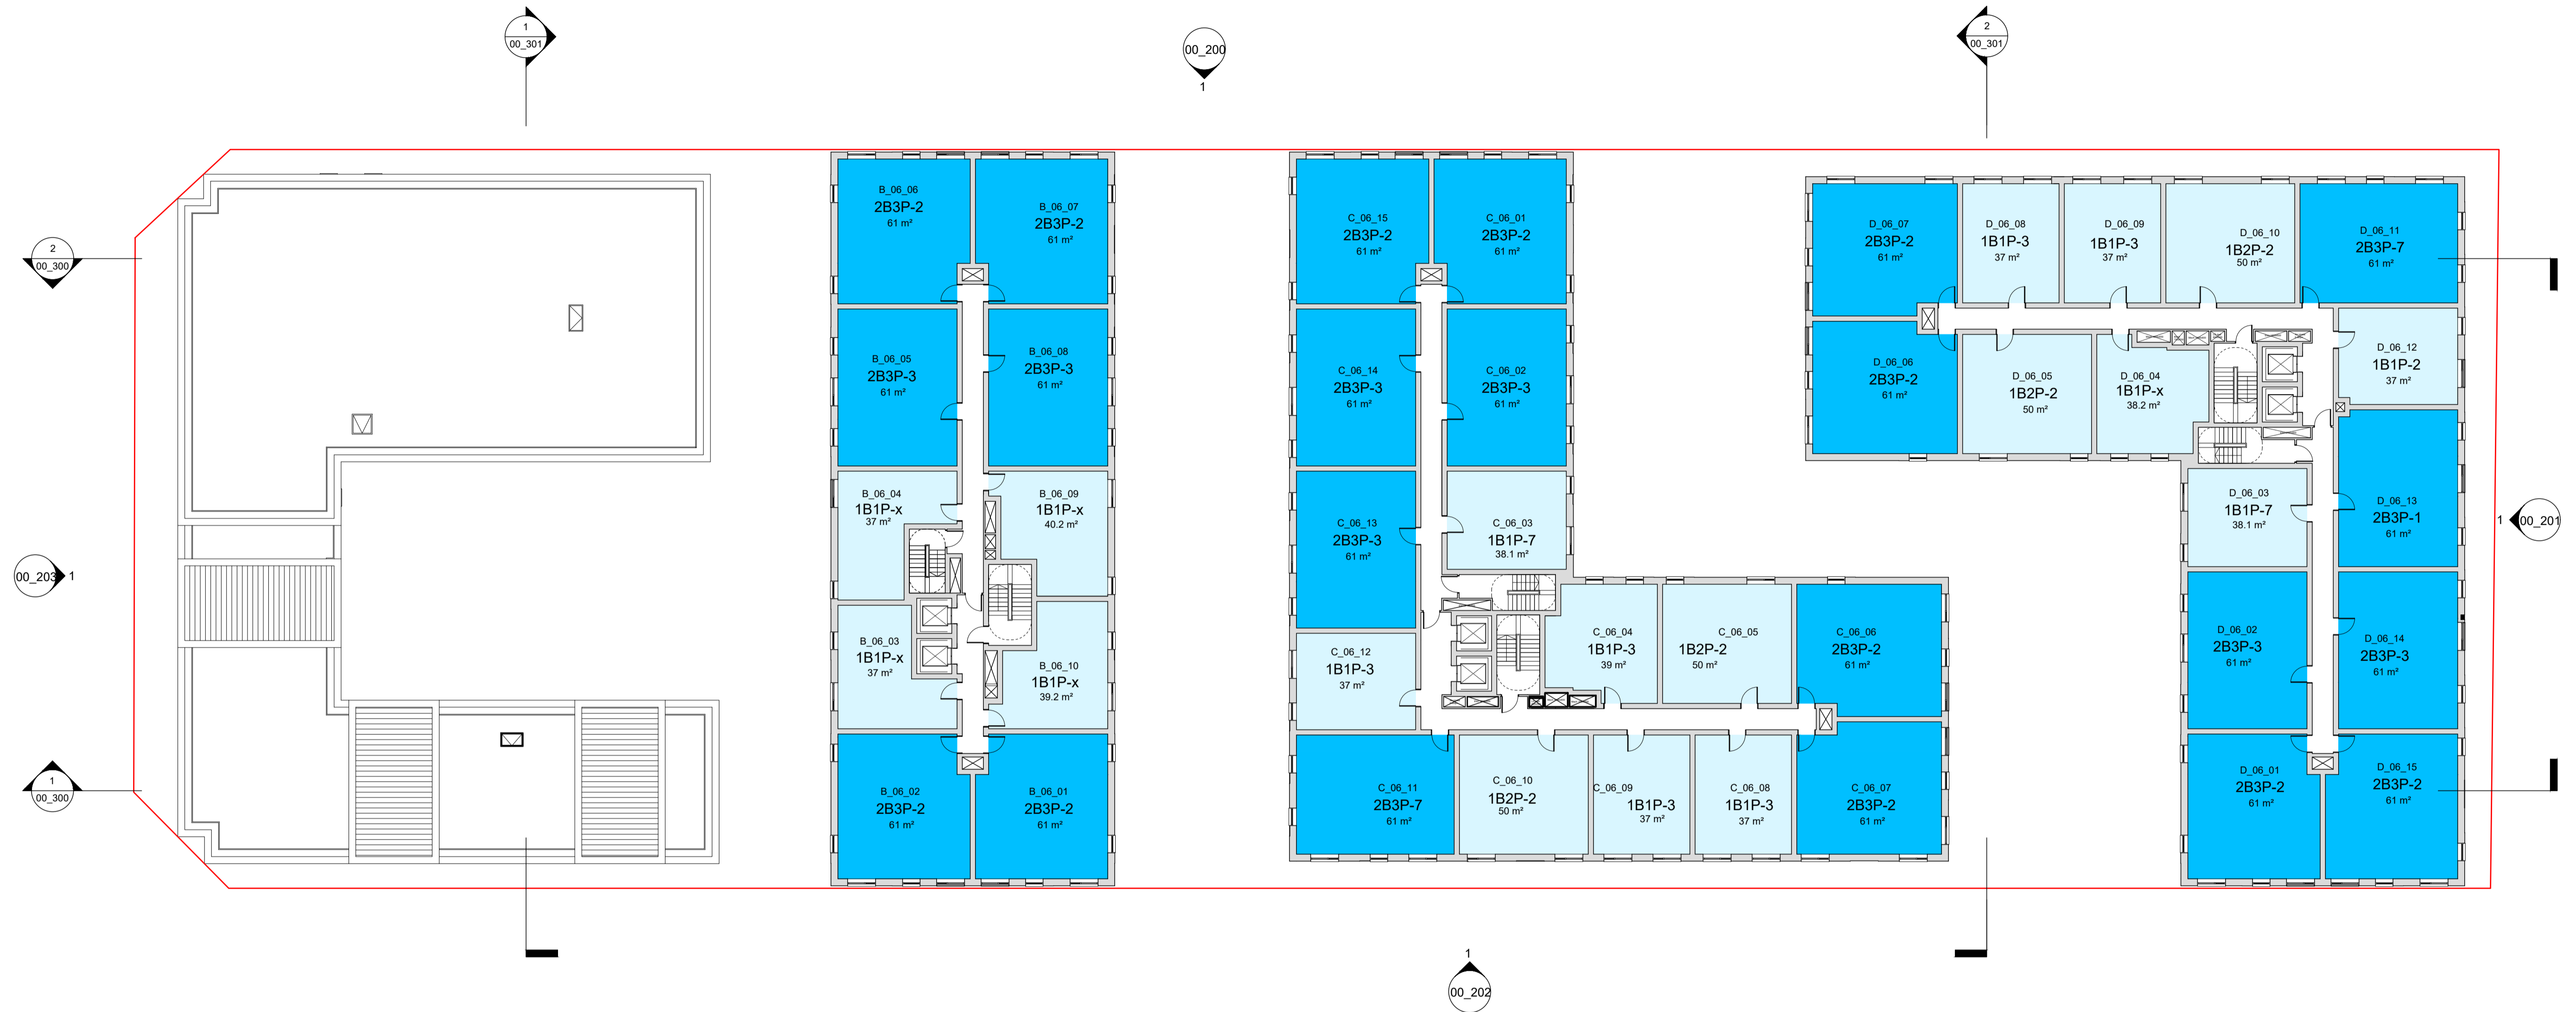 1
00_301
00_200
1
2
00_301
2
00_300
00_203
1
1
00_300
B_06_06
2B3P-2
61 m²
B_06_07
2B3P-2
61 m²
B_06_05
2B3P-3
61 m²
B_06_08
2B3P-3
61 m²
B_06_04
1B1P-x
37 m²
B_06_09
1B1P-x
40.2 m²
B_06_03
1B1P-x
37 m²
B_06_10
1B1P-x
39.2 m²
B_06_02
2B3P-2
61 m²
B_06_01
2B3P-2
61 m²
C_06_15
2B3P-2
61 m²
C_06_01
2B3P-2
61 m²
C_06_14
2B3P-3
61 m²
C_06_02
2B3P-3
61 m²
C_06_13
2B3P-3
61 m²
C_06_03
1B1P-7
38.1 m²
C_06_12
1B1P-3
37 m²
C_06_04
1B1P-3
39 m²
C_06_05
1B2P-2
50 m²
C_06_06
2B3P-2
61 m²
C_06_11
2B3P-7
61 m²
C_06_10
1B2P-2
50 m²
C_06_09
1B1P-3
37 m²
C_06_08
1B1P-3
37 m²
C_06_07
2B3P-2
61 m²
D_06_07
2B3P-2
61 m²
D_06_08
1B1P-3
37 m²
D_06_09
1B1P-3
37 m²
D_06_10
1B2P-2
50 m²
D_06_11
2B3P-7
61 m²
D_06_06
2B3P-2
61 m²
D_06_05
1B2P-2
50 m²
D_06_04
1B1P-x
38.2 m²
D_06_12
1B1P-2
37 m²
D_06_03
1B1P-7
38.1 m²
D_06_13
2B3P-1
61 m²
D_06_02
2B3P-3
61 m²
D_06_14
2B3P-3
61 m²
D_06_01
2B3P-2
61 m²
D_06_15
2B3P-2
61 m²
1
00_201
1
00_202